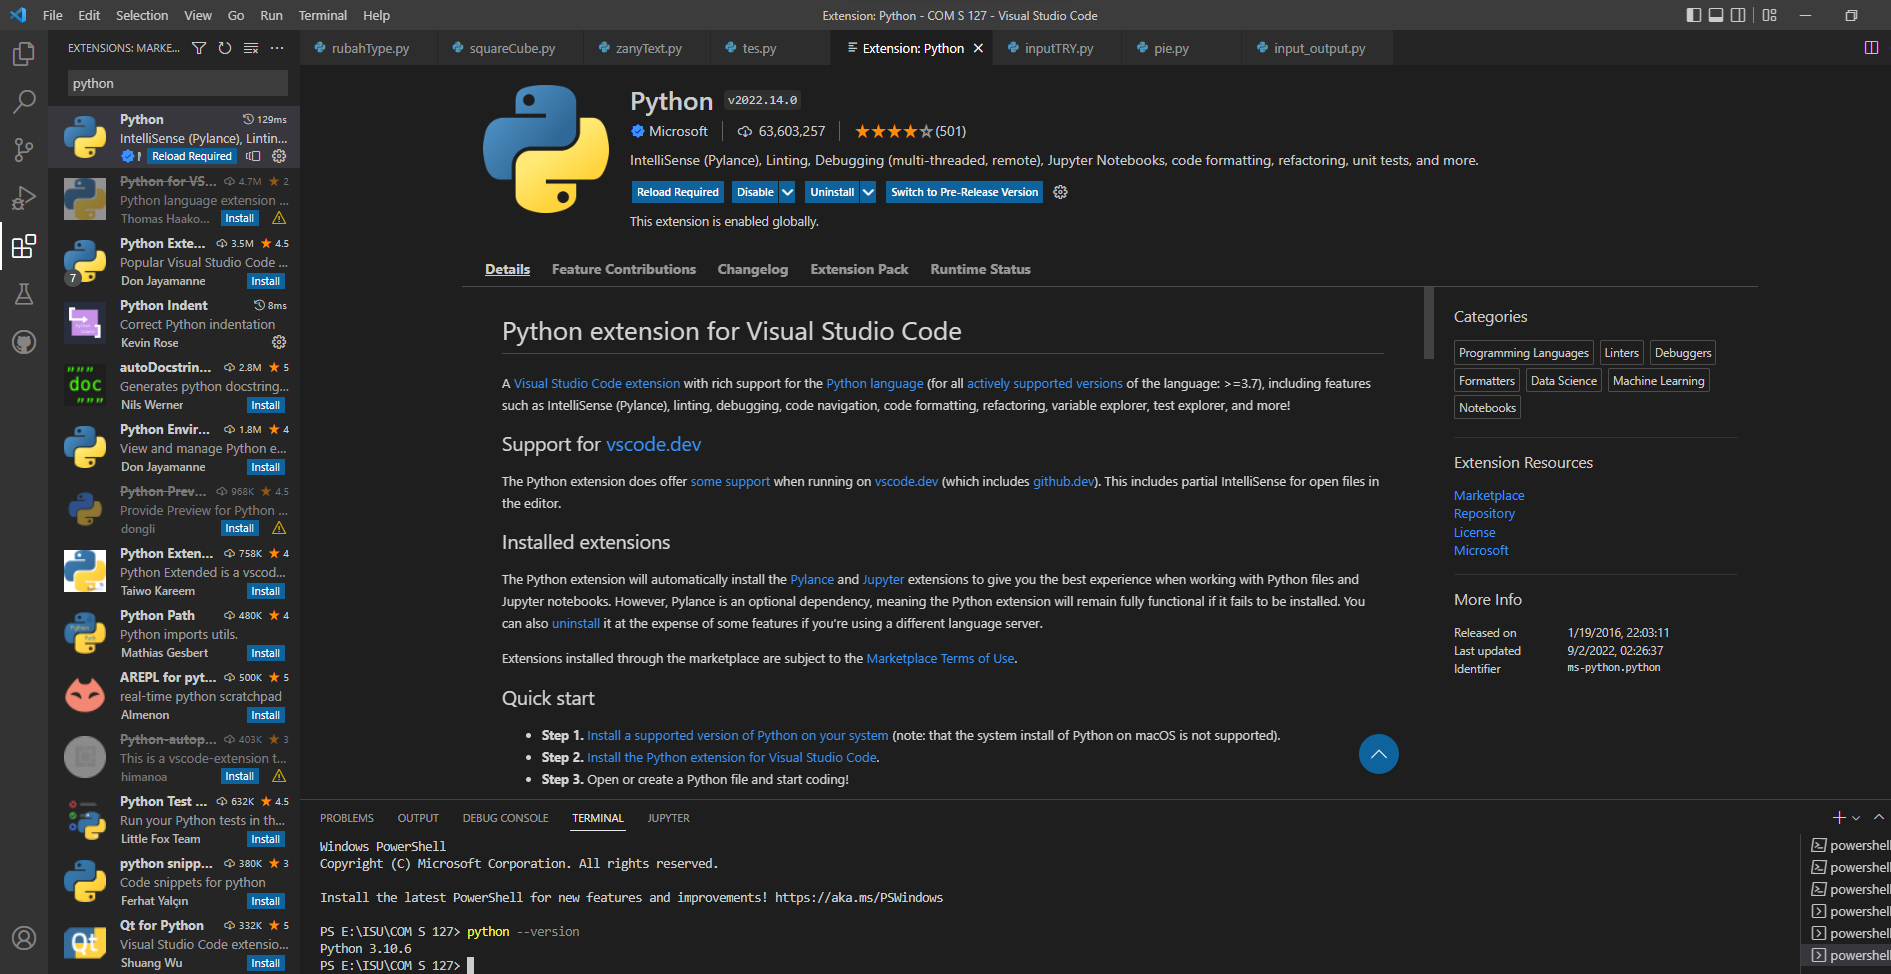 File Edit Selection View Go Run Terminal Help
Extension: Python - COM S 127 - Visual Studio Code
EXTENSIONS: MARKE...
rubahType.py squareCube.py zanyText.py tes.py Extension: Python inputTRY.py pie.py input_output.py
python
Python 129ms
IntelliSense (Pylance), Lintin...
Reload Required
Python for VS... 4.7M 2
Python language extension ...
Thomas Haako... Install
Python Exte... 3.5M 4.5
Popular Visual Studio Code ...
7
Don Jayamanne Install
Python Indent 8ms
Correct Python indentation
Kevin Rose
autoDocstrin... 2.8M 5
Generates python docstring...
Nils Werner Install
""" doc """
Python Envir... 1.8M 4
View and manage Python e...
Don Jayamanne Install
Python Prev... 968K 4.5
Provide Preview for Python ...
dongli Install
Python Exten... 758K 4
Python Extended is a vscod...
Taiwo Kareem Install
Python Path 480K 4
Python imports utils.
Mathias Gesbert Install
AREPL for pyt... 500K 5
real-time python scratchpad
Almenon Install
Python-autop... 403K 3
This is a vscode-extension t...
himanoa Install
Python Test ... 632K 4.5
Run your Python tests in th...
Little Fox Team Install
python snipp... 380K 3
Code snippets for python
Ferhat Yalçın Install
Qt for Python 332K 5
Visual Studio Code extensio...
Shuang Wu Install
Qt
Python v2022.14.0
Microsoft 63,603,257 (501)
IntelliSense (Pylance), Linting, Debugging (multi-threaded, remote), Jupyter Notebooks, code formatting, refactoring, unit tests, and more.
Reload Required Disable Uninstall Switch to Pre-Release Version
This extension is enabled globally.
Details Feature Contributions Changelog Extension Pack Runtime Status
Python extension for Visual Studio Code
A Visual Studio Code extension with rich support for the Python language (for all actively supported versions of the language: >=3.7), including features
such as IntelliSense (Pylance), linting, debugging, code navigation, code formatting, refactoring, variable explorer, test explorer, and more!
Support for vscode.dev
The Python extension does offer some support when running on vscode.dev (which includes github.dev). This includes partial IntelliSense for open files in
the editor.
Installed extensions
The Python extension will automatically install the Pylance and Jupyter extensions to give you the best experience when working with Python files and
Jupyter notebooks. However, Pylance is an optional dependency, meaning the Python extension will remain fully functional if it fails to be installed. You
can also uninstall it at the expense of some features if you're using a different language server.
Extensions installed through the marketplace are subject to the Marketplace Terms of Use.
Quick start
• Step 1. Install a supported version of Python on your system (note: that the system install of Python on macOS is not supported).
• Step 2. Install the Python extension for Visual Studio Code.
• Step 3. Open or create a Python file and start coding!
Categories
Programming Languages Linters Debuggers
Formatters Data Science Machine Learning
Notebooks
Extension Resources
Marketplace
Repository
License
Microsoft
More Info
Released on 1/19/2016, 22:03:11
Last updated 9/2/2022, 02:26:37
Identifier ms-python.python
PROBLEMS OUTPUT DEBUG CONSOLE TERMINAL JUPYTER
Windows PowerShell
Copyright (C) Microsoft Corporation. All rights reserved.
Install the latest PowerShell for new features and improvements! https://aka.ms/PSWindows
PS E:\ISU\COM S 127> python --version
Python 3.10.6
PS E:\ISU\COM S 127>
powershell
powershell
powershell
powershell
powershell
powershell